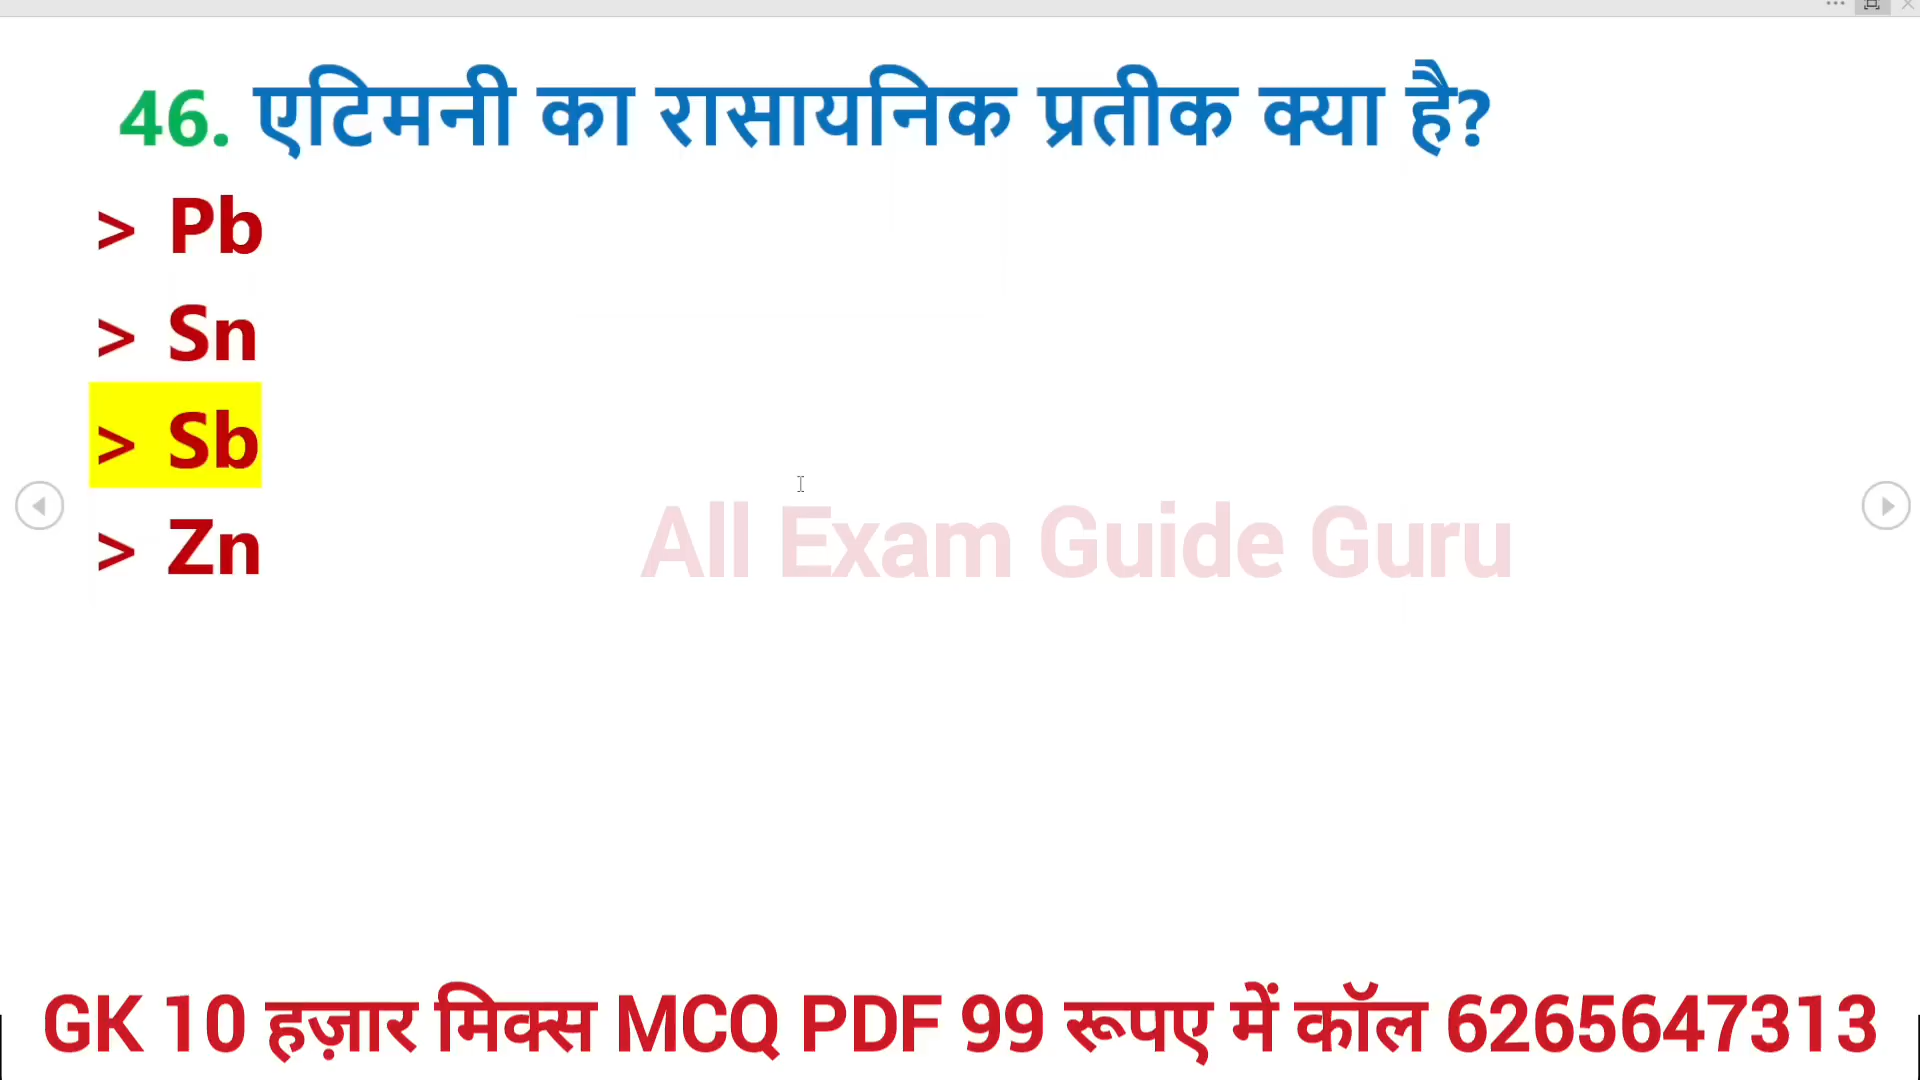 46. एटिमनी का रासायनिक प्रतीक क्या है?
> Pb
> Sn
> Sb
> Zn
All Exam Guide Guru
GK 10 हज़ार मिक्स MCQ PDF 99 रूपए में कॉल 6265647313